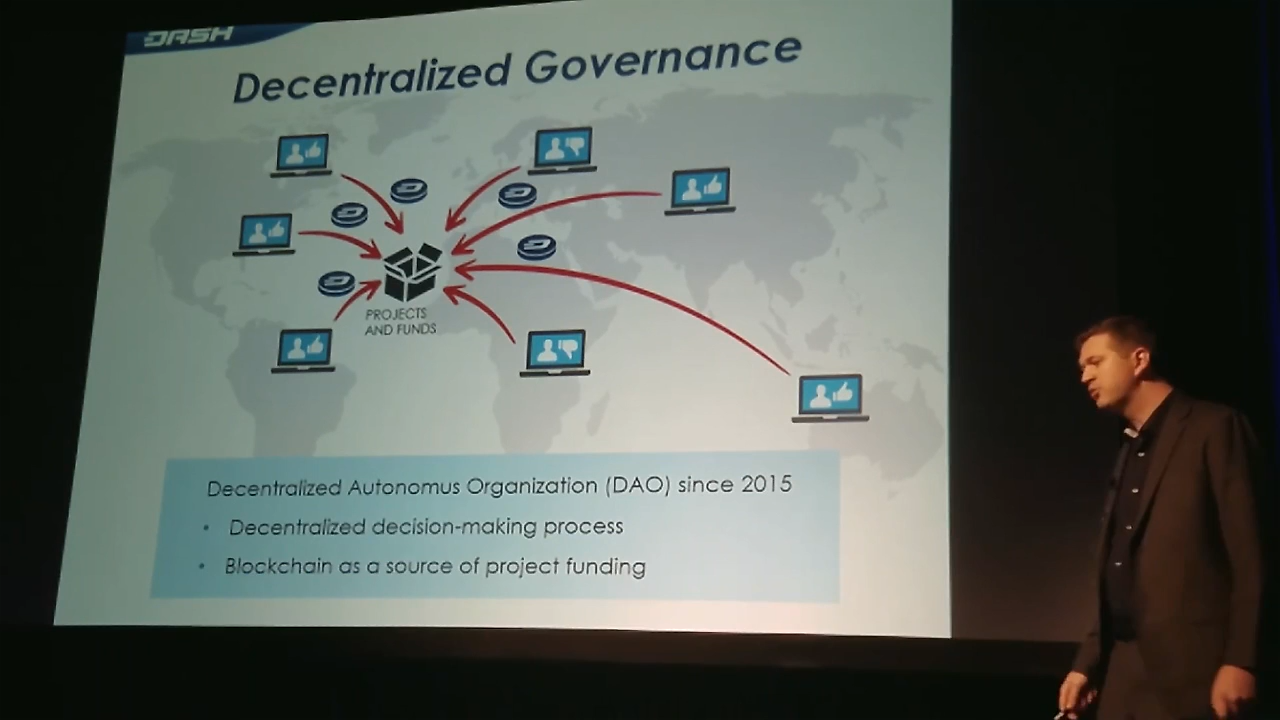 DASH
Decentralized Governance
PROJECTS
AND FUNDS
Decentralized Autonomus Organization (DAO) since 2015
• Decentralized decision-making process
• Blockchain as a source of project funding